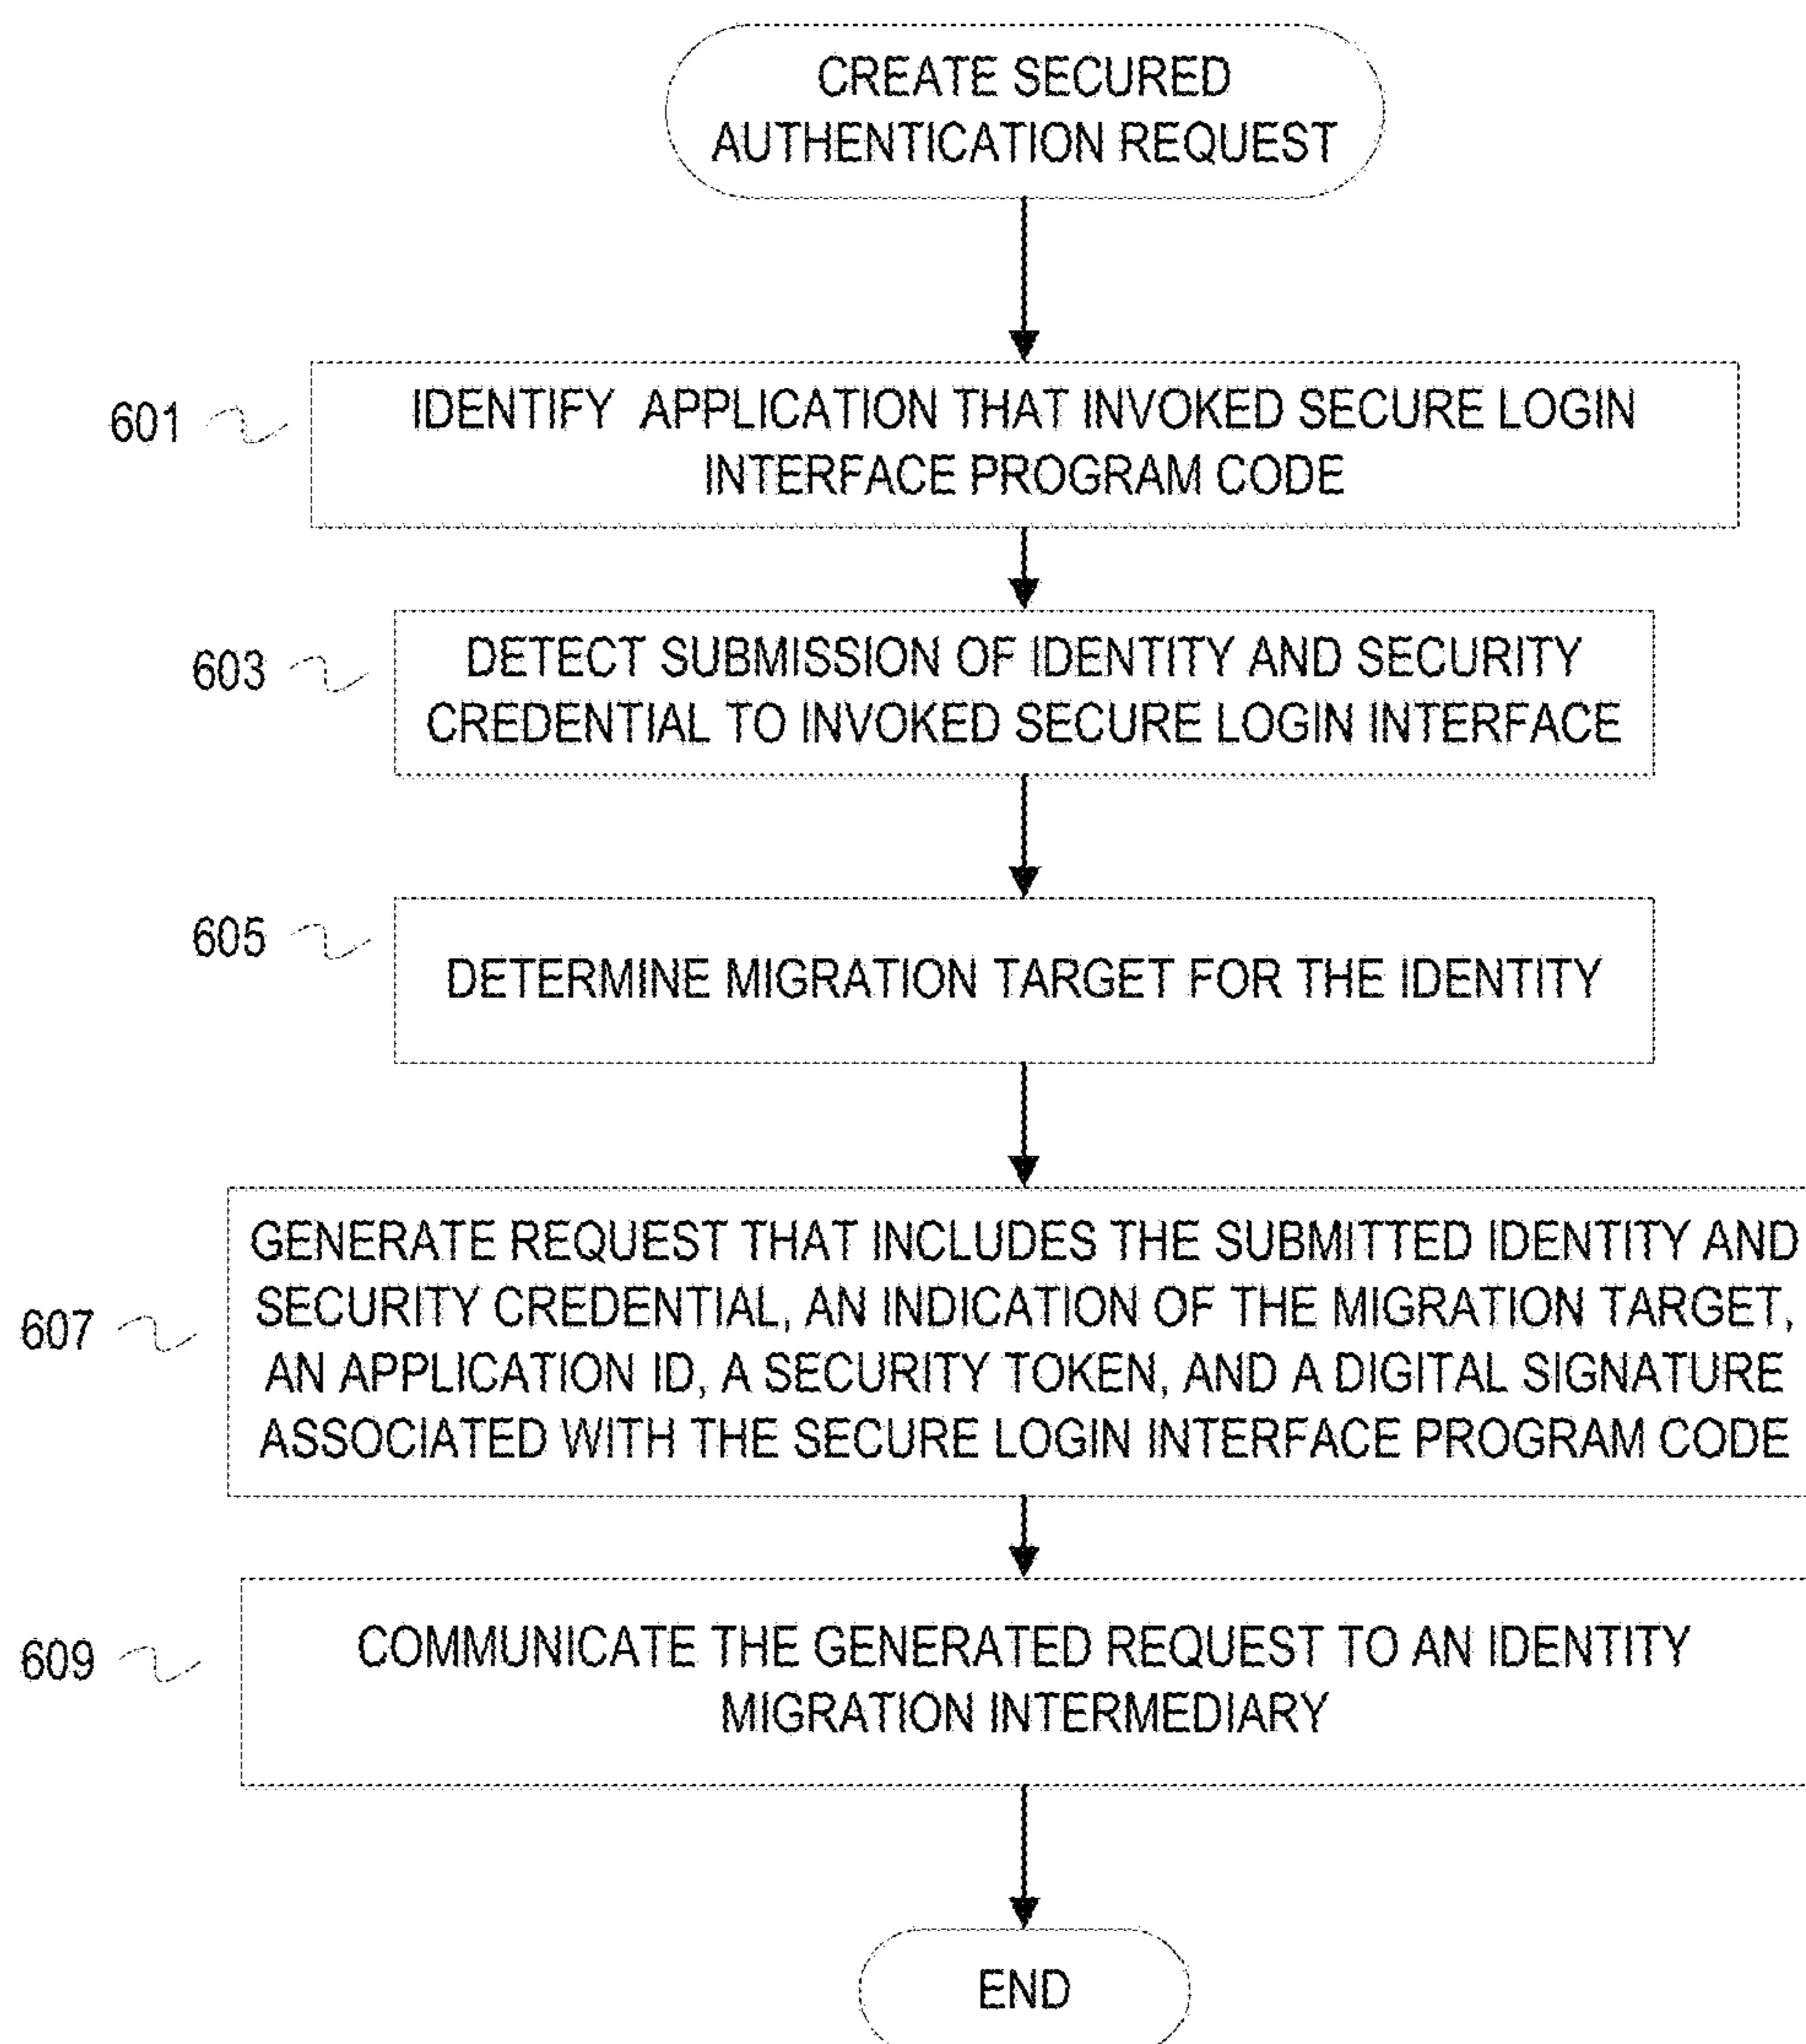 CREATE SECURED
AUTHENTICATION REQUEST
601
IDENTIFY APPLICATION THAT INVOKED SECURE LOGIN
INTERFACE PROGRAM CODE
603
DETECT SUBMISSION OF IDENTITY AND SECURITY
CREDENTIAL TO INVOKED SECURE LOGIN INTERFACE
605
DETERMINE MIGRATION TARGET FOR THE IDENTITY
607
GENERATE REQUEST THAT INCLUDES THE SUBMITTED IDENTITY AND
SECURITY CREDENTIAL, AN INDICATION OF THE MIGRATION TARGET,
AN APPLICATION ID, A SECURITY TOKEN, AND A DIGITAL SIGNATURE
ASSOCIATED WITH THE SECURE LOGIN INTERFACE PROGRAM CODE
609
COMMUNICATE THE GENERATED REQUEST TO AN IDENTITY
MIGRATION INTERMEDIARY
END